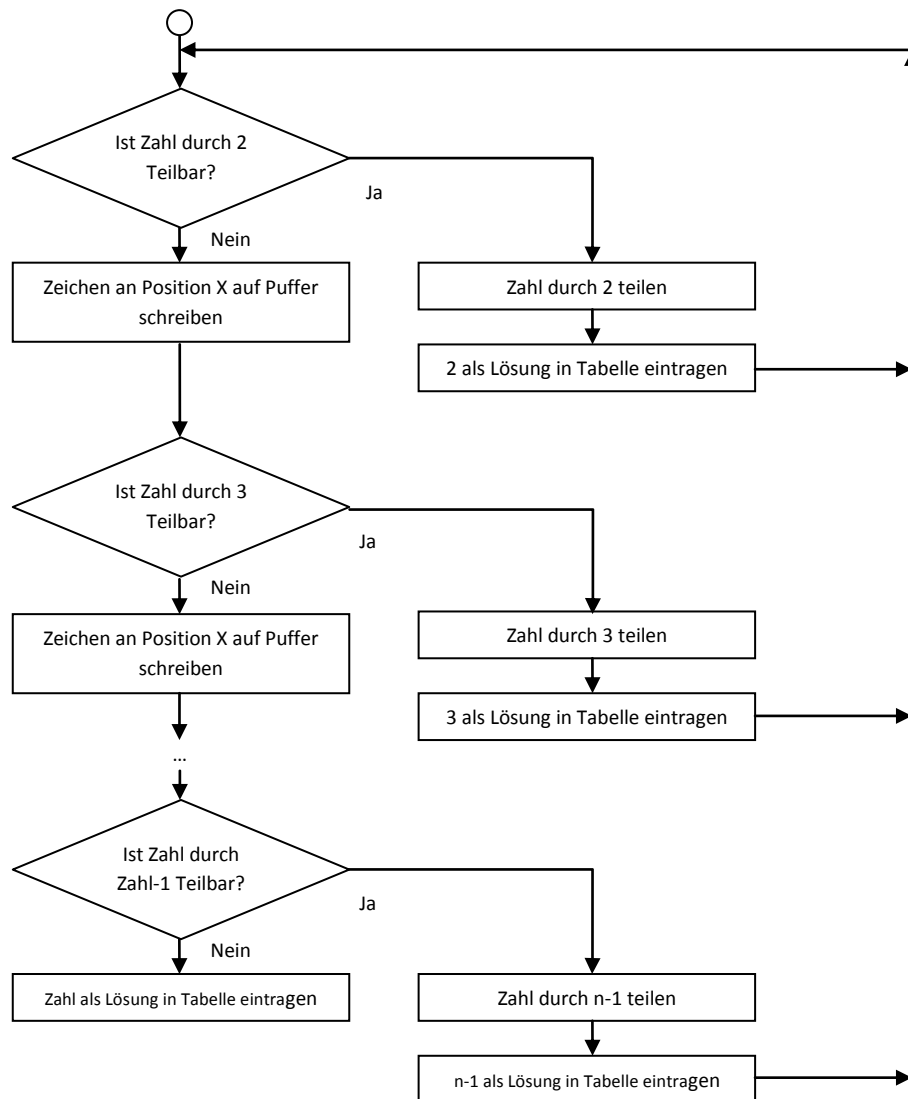 Ist Zahl durch 2
Teilbar?
Ja
Nein
Zeichen an Position X auf Puffer
schreiben
Zahl durch 2 teilen
2 als Lösung in Tabelle eintragen
Ist Zahl durch 3
Teilbar?
Ja
Nein
Zeichen an Position X auf Puffer
schreiben
Zahl durch 3 teilen
3 als Lösung in Tabelle eintragen
...
Ist Zahl durch
Zahl-1 Teilbar?
Ja
Nein
Zahl als Lösung in Tabelle eintragen
Zahl durch n-1 teilen
n-1 als Lösung in Tabelle eintragen